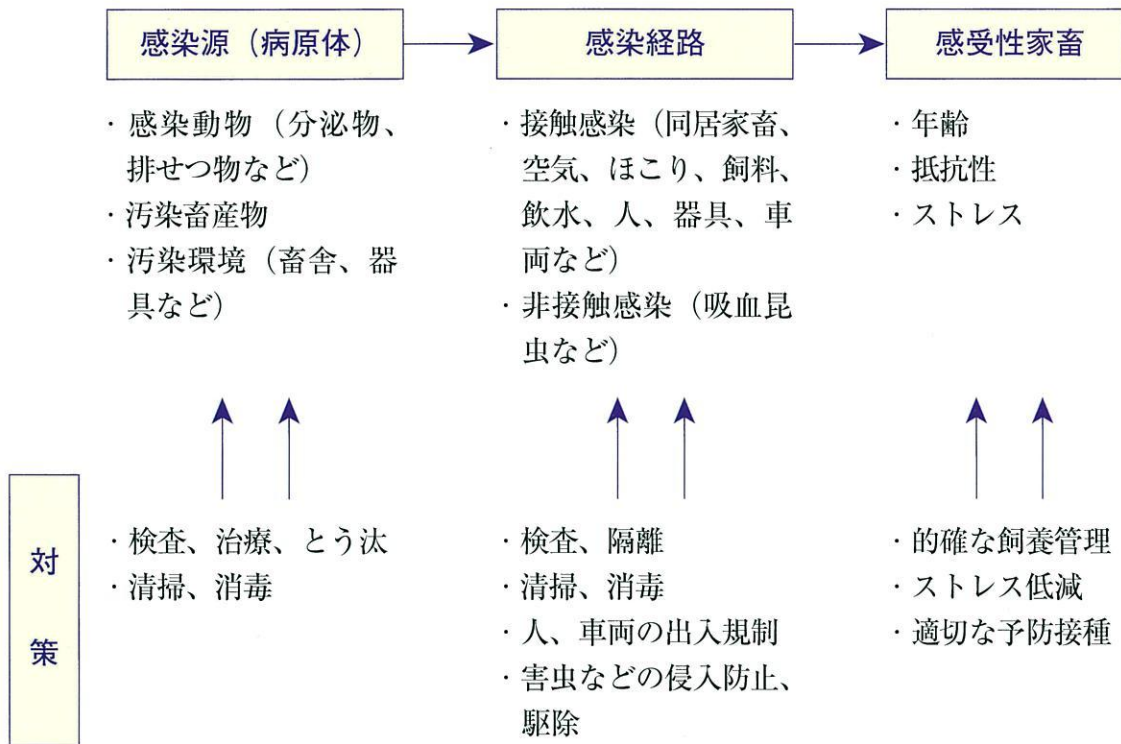 感染源（病原体）
感染経路
感受性家畜
・感染動物（分泌物、
排せつ物など）
・汚染畜産物
・汚染環境（畜舎、器
具など）
・接触感染（同居家畜、
空気、ほこり、飼料、
飲水、人、器具、車
両など）
・非接触感染（吸血昆
虫など）
・年齢
・抵抗性
・ストレス
対策
・検査、治療、とう汰
・清掃、消毒
・検査、隔離
・清掃、消毒
・人、車両の出入規制
・害虫などの侵入防止、
駆除
・的確な飼養管理
・ストレス低減
・適切な予防接種